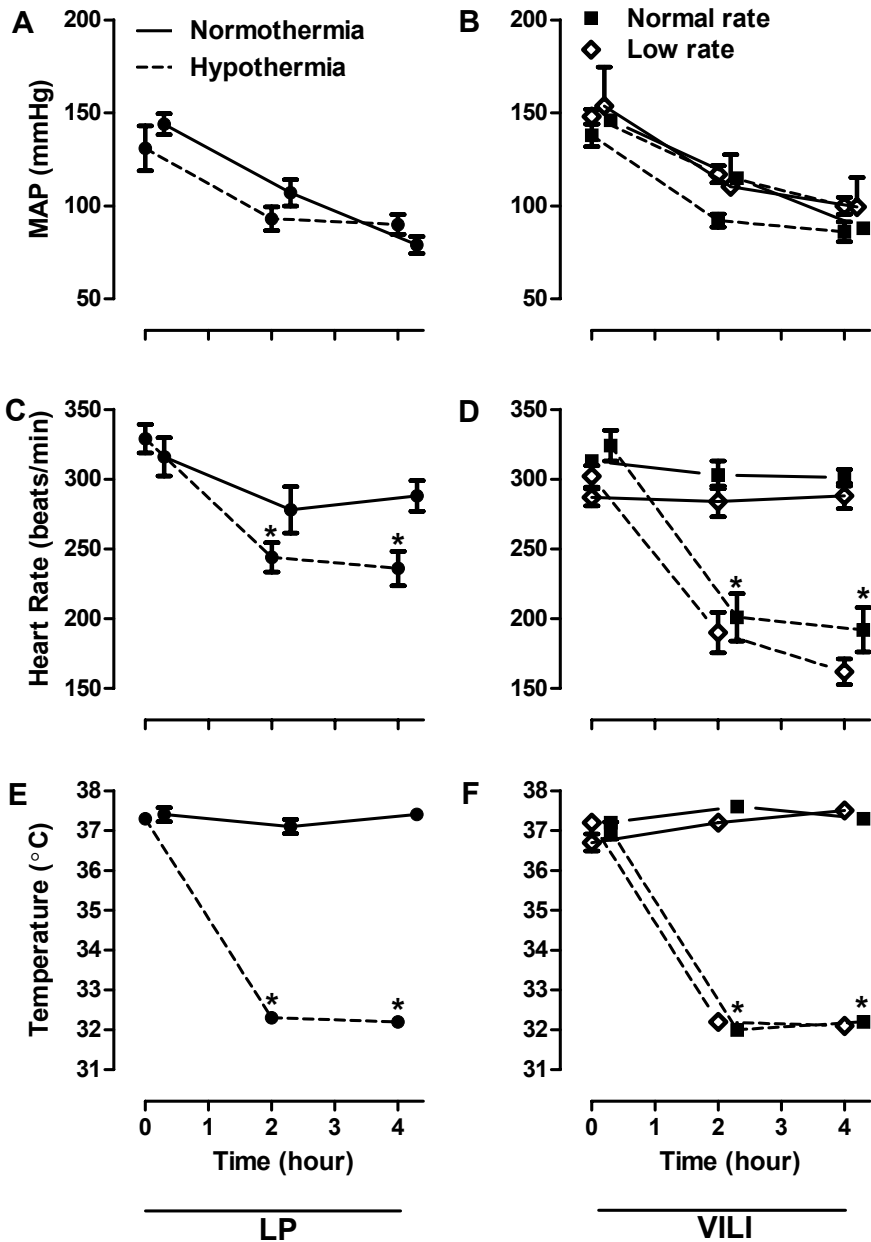 A
B
Normothermia
Hypothermia
Normal rate
Low rate
MAP (mmHg)
200
150
100
50
200
150
100
50
C
D
Heart Rate (beats/min)
350
300
250
200
150
* *
350
300
250
200
150
* *
E
F
Temperature (°C)
38
37
36
35
34
33
32
31
* *
38
37
36
35
34
33
32
31
* *
0 1 2 3 4
0 1 2 3 4
Time (hour)
Time (hour)
LP
VILI